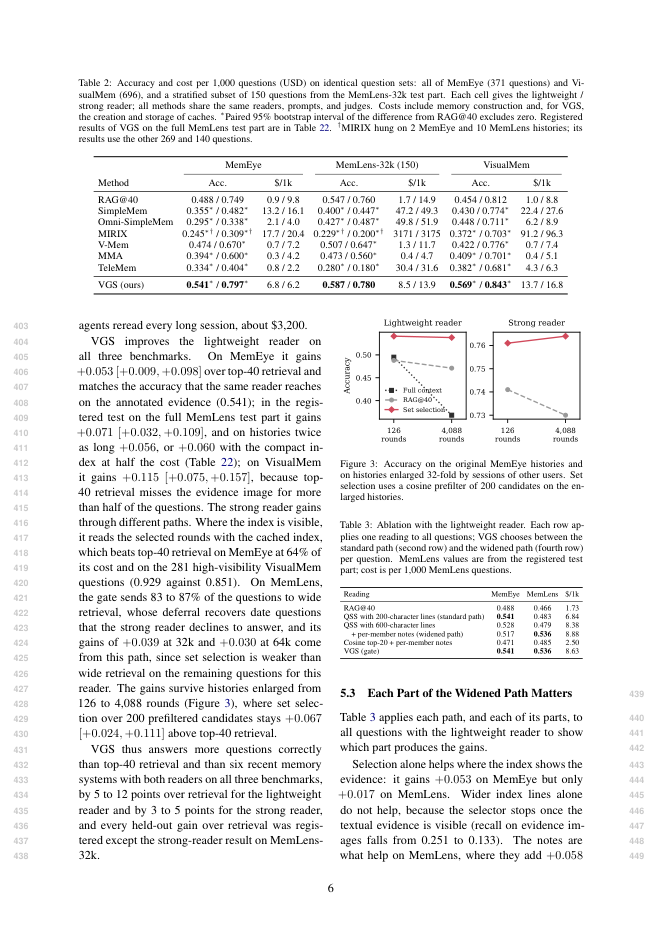 Table 2: Accuracy and cost per 1,000 questions (USD) on identical question sets: all of MemEye (371 questions) and Vi-
sualMem (696), and a stratified subset of 150 questions from the MemLens-32k test part. Each cell gives the lightweight /
strong reader; all methods share the same readers, prompts, and judges. Costs include memory construction and, for VGS,
the creation and storage of caches. *Paired 95% bootstrap interval of the difference from RAG@40 excludes zero. Registered
results of VGS on the full MemLens test part are in Table 22. †MIRIX hung on 2 MemEye and 10 MemLens histories; its
results use the other 269 and 140 questions.
MemEye MemLens-32k (150) VisualMem
Method Acc. $/1k Acc. $/1k Acc. $/1k
RAG@40 0.488 / 0.749 0.9 / 9.8 0.547 / 0.760 1.7 / 14.9 0.454 / 0.812 1.0 / 8.8
SimpleMem 0.355* / 0.482* 13.2 / 16.1 0.400* / 0.447* 47.2 / 49.3 0.430 / 0.774* 22.4 / 27.6
Omni-SimpleMem 0.295* / 0.338* 2.1 / 4.0 0.427* / 0.487* 49.8 / 51.9 0.448 / 0.711* 6.2 / 8.9
MIRIX 0.245*† / 0.309*† 17.7 / 20.4 0.229*† / 0.200*† 3171 / 3175 0.372* / 0.703* 91.2 / 96.3
V-Mem 0.474 / 0.670* 0.7 / 7.2 0.507 / 0.647* 1.3 / 11.7 0.422 / 0.776* 0.7 / 7.4
MMA 0.394* / 0.600* 0.3 / 4.2 0.473 / 0.560* 0.4 / 4.7 0.409* / 0.701* 0.4 / 5.1
TeleMem 0.334* / 0.404* 0.8 / 2.2 0.280* / 0.180* 30.4 / 31.6 0.382* / 0.681* 4.3 / 6.3
VGS (ours) 0.541* / 0.797* 6.8 / 6.2 0.587 / 0.780 8.5 / 13.9 0.569* / 0.843* 13.7 / 16.8
403 agents reread every long session, about $3,200.
404 VGS improves the lightweight reader on
405 all three benchmarks. On MemEye it gains
406 +0.053 [+0.009, +0.098] over top-40 retrieval and
407 matches the accuracy that the same reader reaches
408 on the annotated evidence (0.541); in the regis-
409 tered test on the full MemLens test part it gains
410 +0.071 [+0.032, +0.109], and on histories twice
411 as long +0.056, or +0.060 with the compact in-
412 dex at half the cost (Table 22); on VisualMem
413 it gains +0.115 [+0.075, +0.157], because top-
414 40 retrieval misses the evidence image for more
415 than half of the questions. The strong reader gains
416 through different paths. Where the index is visible,
417 it reads the selected rounds with the cached index,
418 which beats top-40 retrieval on MemEye at 64% of
419 its cost and on the 281 high-visibility VisualMem
420 questions (0.929 against 0.851). On MemLens,
421 the gate sends 83 to 87% of the questions to wide
422 retrieval, whose deferral recovers date questions
423 that the strong reader declines to answer, and its
424 gains of +0.039 at 32k and +0.030 at 64k come
425 from this path, since set selection is weaker than
426 wide retrieval on the remaining questions for this
427 reader. The gains survive histories enlarged from
428 126 to 4,088 rounds (Figure 3), where set selec-
429 tion over 200 prefiltered candidates stays +0.067
430 [+0.024, +0.111] above top-40 retrieval.
431 VGS thus answers more questions correctly
432 than top-40 retrieval and than six recent memory
433 systems with both readers on all three benchmarks,
434 by 5 to 12 points over retrieval for the lightweight
435 reader and by 3 to 5 points for the strong reader,
436 and every held-out gain over retrieval was regis-
437 tered except the strong-reader result on MemLens-
438 32k.
Lightweight reader Strong reader
Accuracy
0.50
0.45
0.40
0.76
0.75
0.74
0.73
Full context
RAG@40
Set selection
126 rounds 4,088 rounds 126 rounds 4,088 rounds
Figure 3: Accuracy on the original MemEye histories and
on histories enlarged 32-fold by sessions of other users. Set
selection uses a cosine prefilter of 200 candidates on the en-
larged histories.
Table 3: Ablation with the lightweight reader. Each row ap-
plies one reading to all questions; VGS chooses between the
standard path (second row) and the widened path (fourth row)
per question. MemLens values are from the registered test
part; cost is per 1,000 MemLens questions.
Reading MemEye MemLens $/1k
RAG@40 0.488 0.466 1.73
QSS with 200-character lines (standard path) 0.541 0.483 6.84
QSS with 600-character lines 0.528 0.479 8.38
+ per-member notes (widened path) 0.517 0.536 8.88
Cosine top-20 + per-member notes 0.471 0.485 2.50
VGS (gate) 0.541 0.536 8.63
5.3 Each Part of the Widened Path Matters 439
Table 3 applies each path, and each of its parts, to 440
all questions with the lightweight reader to show 441
which part produces the gains. 442
Selection alone helps where the index shows the 443
evidence: it gains +0.053 on MemEye but only 444
+0.017 on MemLens. Wider index lines alone 445
do not help, because the selector stops once the 446
textual evidence is visible (recall on evidence im- 447
ages falls from 0.251 to 0.133). The notes are 448
what help on MemLens, where they add +0.058 449
6